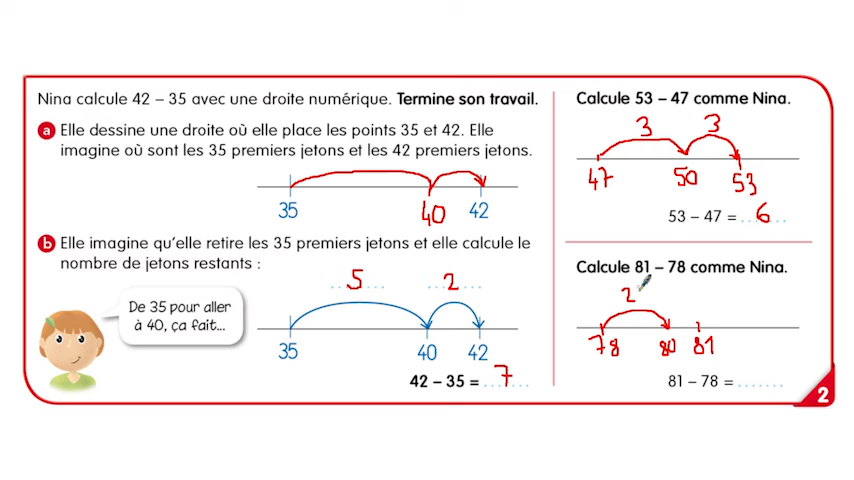 Nina calcule 42 – 35 avec une droite numérique. Termine son travail.
a Elle dessine une droite où elle place les points 35 et 42. Elle
imagine où sont les 35 premiers jetons et les 42 premiers jetons.
35 40 42
b Elle imagine qu'elle retire les 35 premiers jetons et elle calcule le
nombre de jetons restants :
...5... ...2...
De 35 pour aller
à 40, ça fait...
35 40 42
42 – 35 = ...7...
Calcule 53 – 47 comme Nina.
3 3
47 50 53
53 – 47 = ...6...
Calcule 81 – 78 comme Nina.
2
78 80 81
81 – 78 = .......
2